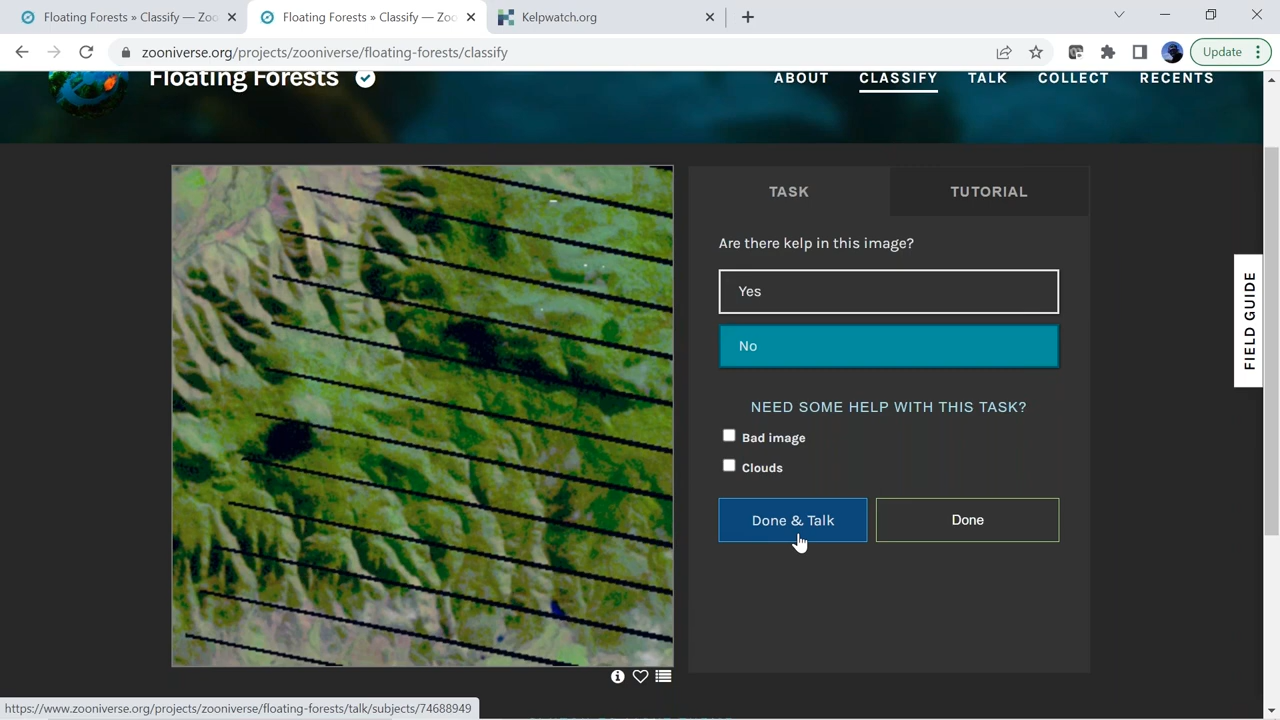 Floating Forests » Classify — Zoo
Floating Forests » Classify — Zoo
Kelpwatch.org
zooniverse.org/projects/zooniverse/floating-forests/classify
Update
Floating Forests
ABOUT
CLASSIFY
TALK
COLLECT
RECENTS
TASK
TUTORIAL
Are there kelp in this image?
Yes
No
NEED SOME HELP WITH THIS TASK?
Bad image
Clouds
Done & Talk
Done
FIELD GUIDE
https://www.zooniverse.org/projects/zooniverse/floating-forests/talk/subjects/74688949